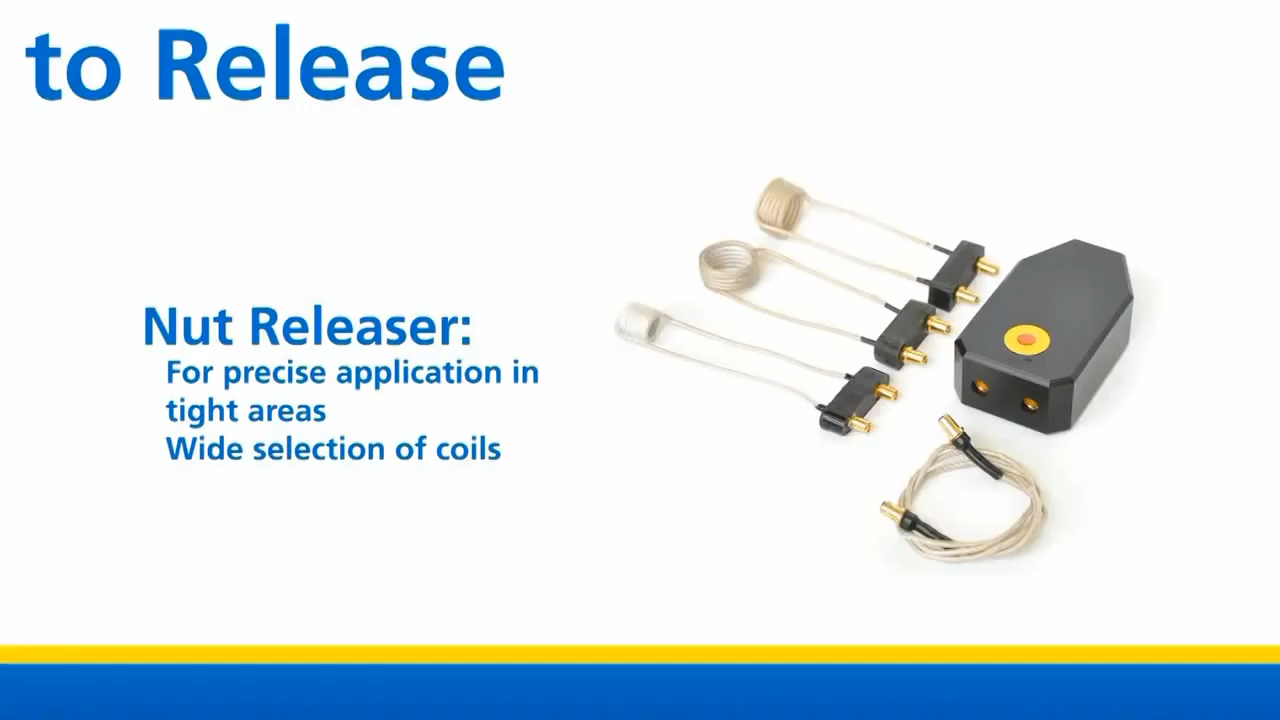 to Release
Nut Releaser:
For precise application in
tight areas
Wide selection of coils